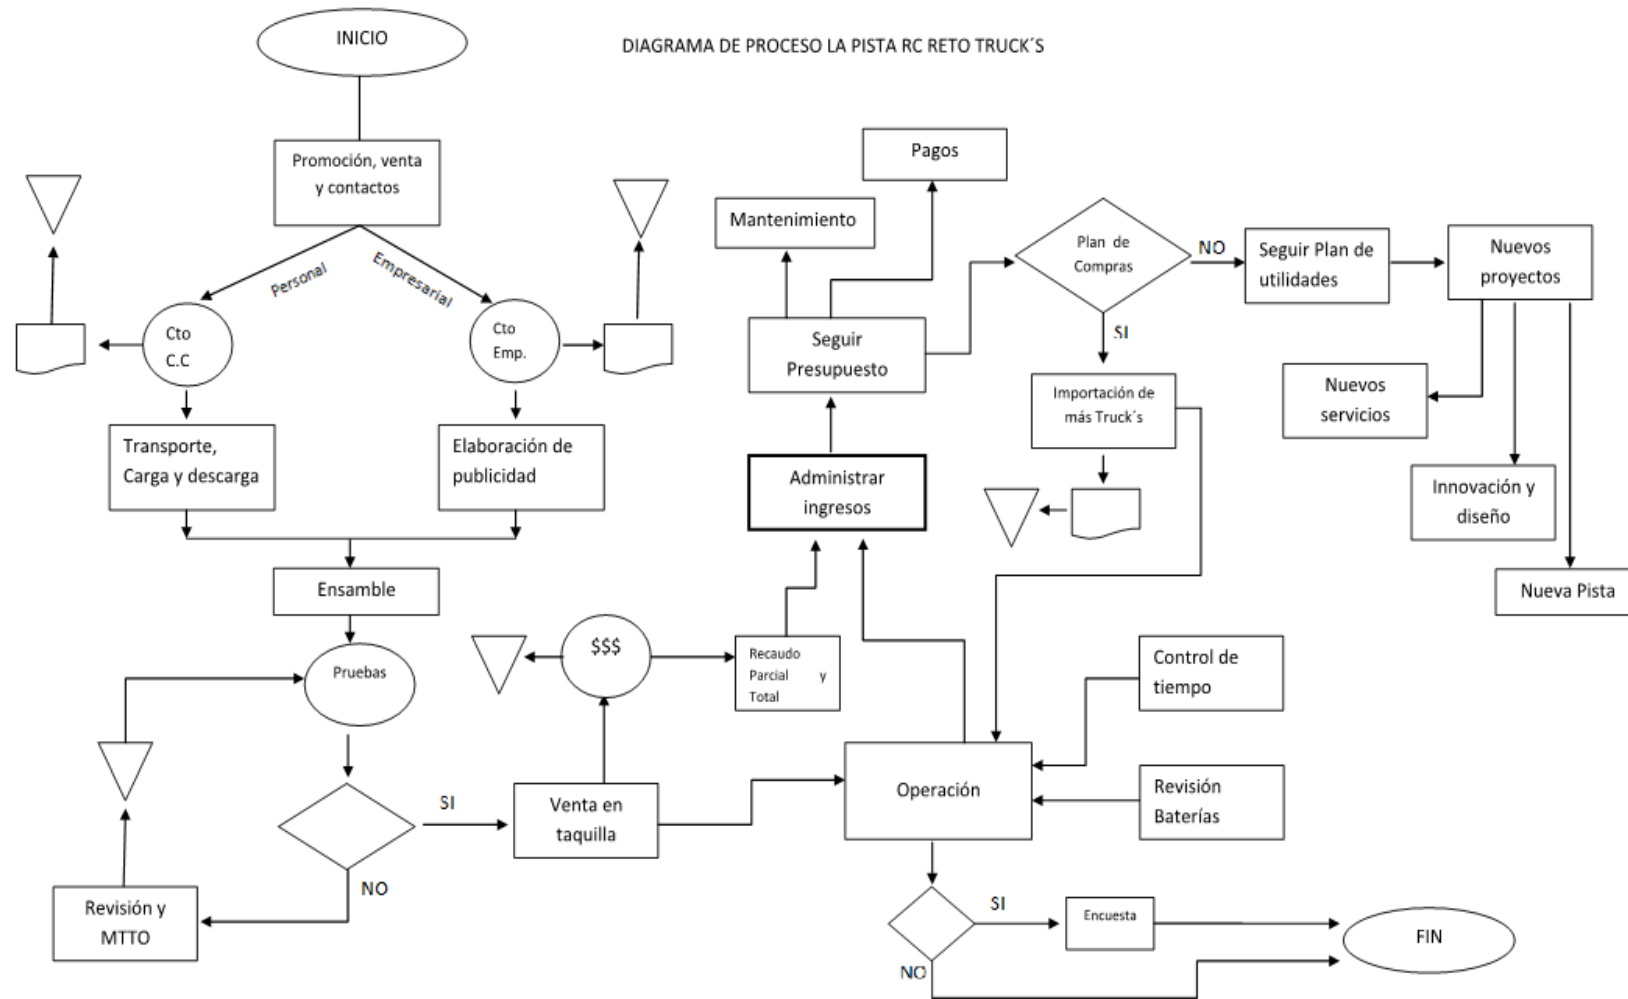 INICIO
DIAGRAMA DE PROCESO LA PISTA RC RETO TRUCK´S
Promoción, venta
y contactos
Personal
Empresarial
Cto
C.C
Cto
Emp.
Transporte,
Carga y descarga
Elaboración de
publicidad
Ensamble
Pruebas
SI
NO
Revisión y
MTTO
Venta en
taquilla
$$$
Recaudo
Parcial y
Total
Administrar
ingresos
Seguir
Presupuesto
Mantenimiento
Pagos
Plan de
Compras
NO
SI
Seguir Plan de
utilidades
Nuevos
proyectos
Nuevos
servicios
Innovación y
diseño
Nueva Pista
Importación de
más Truck´s
Control de
tiempo
Revisión
Baterías
Operación
SI
NO
Encuesta
FIN